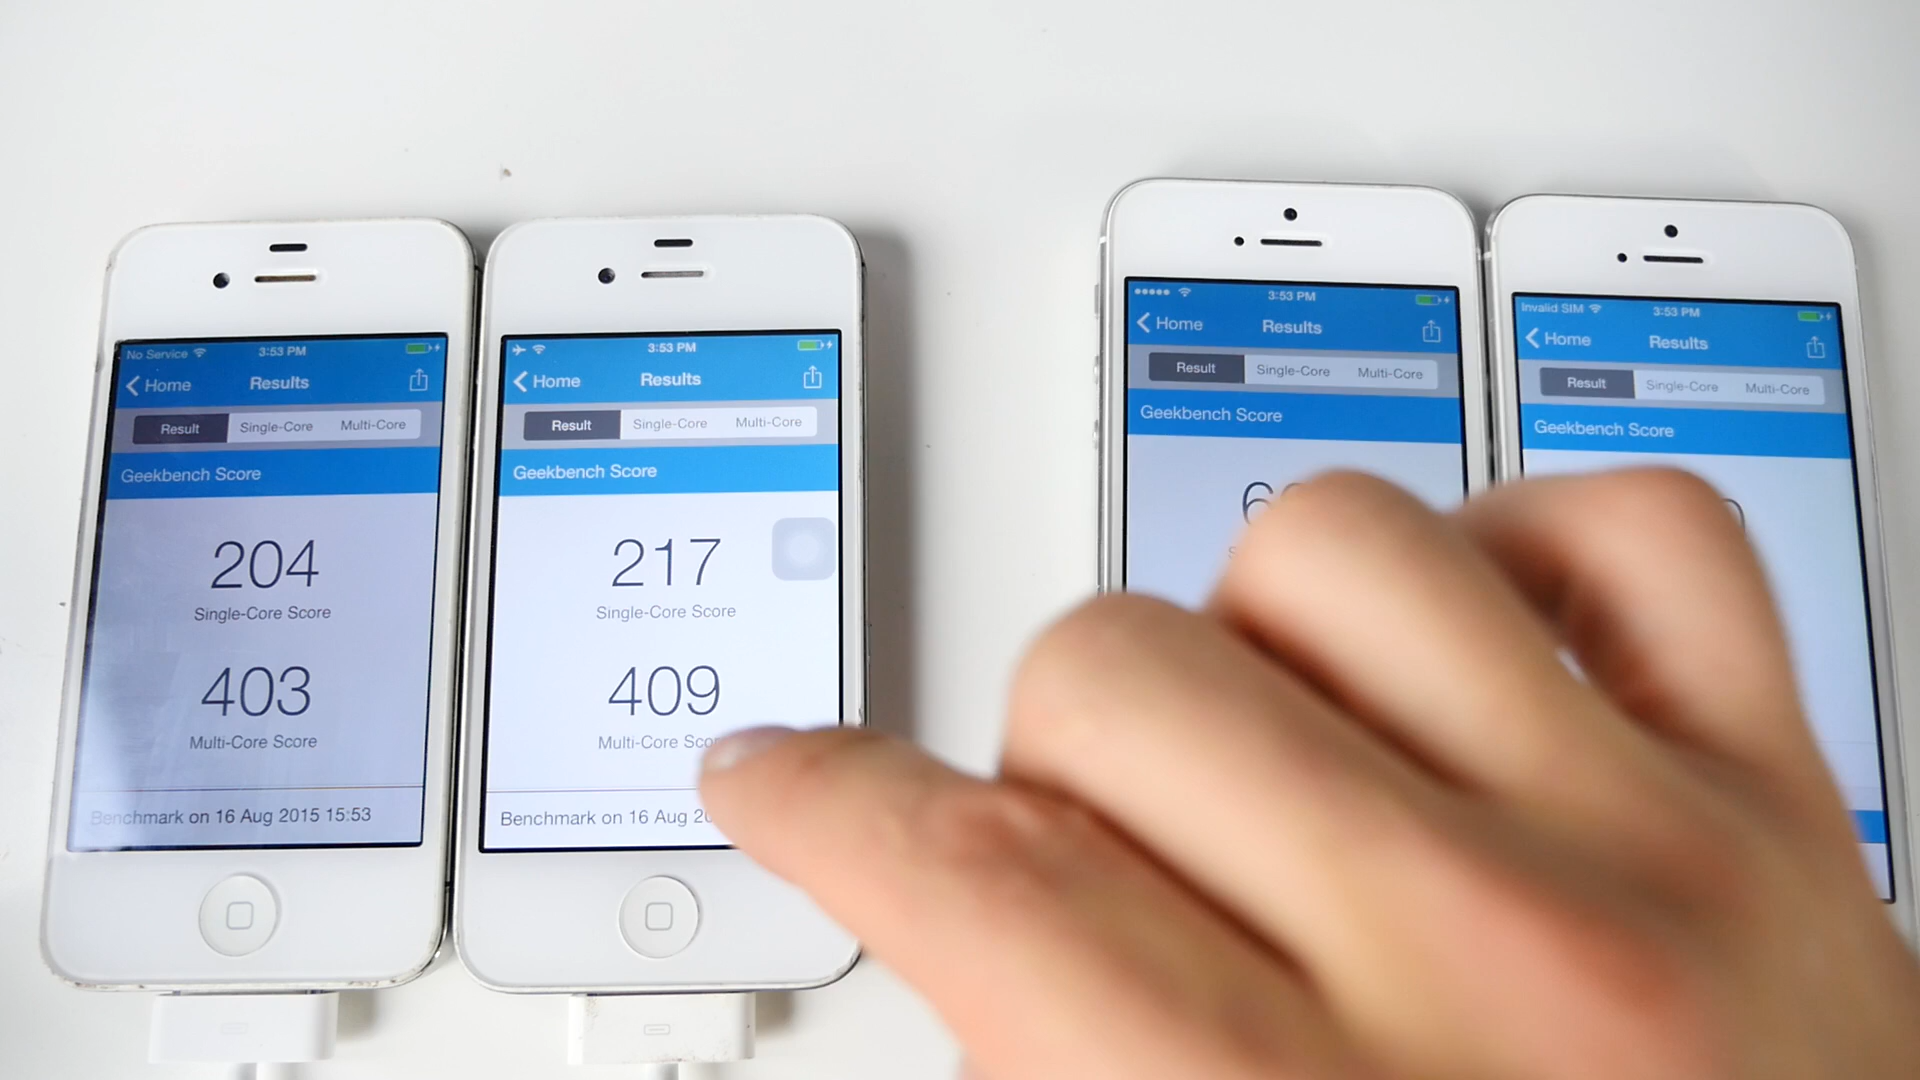 No Service 3:53 PM
Home Results
Result Single-Core Multi-Core
Geekbench Score
204
Single-Core Score
403
Multi-Core Score
Benchmark on 16 Aug 2015 15:53
3:53 PM
Home Results
Result Single-Core Multi-Core
Geekbench Score
217
Single-Core Score
409
Multi-Core
Benchmark on 16 Aug
3:53 PM
Home Results
Result Single-Core Multi-Core
Geekbench Score
Invalid SIM 3:53 PM
Home Results
Result Single-Core Multi-Core
Geekbench Score